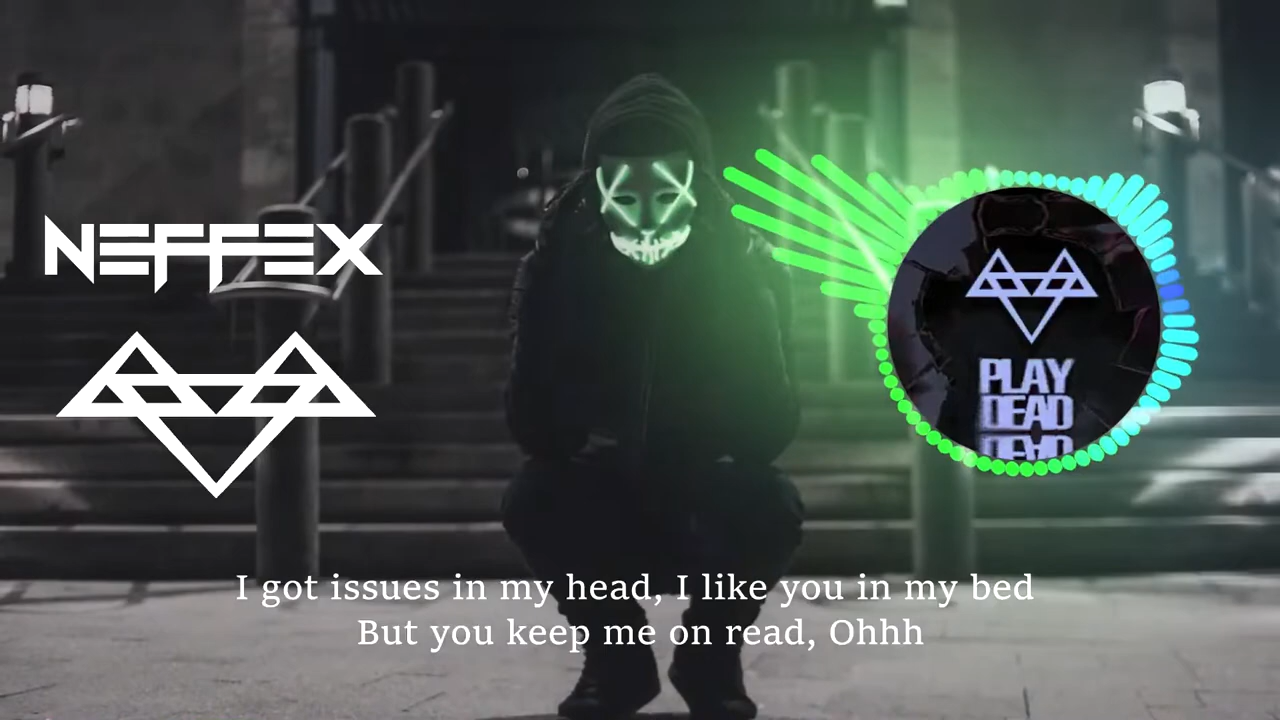 NEFFEX
PLAY
DEAD
DEAD
I got issues in my head, I like you in my bed
But you keep me on read, Ohhh